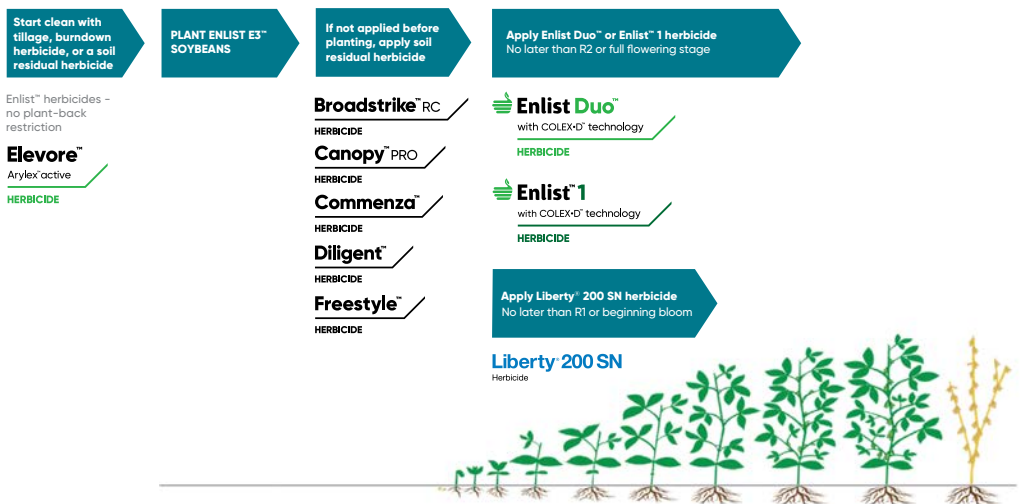 Start clean with
tillage, burndown
herbicide, or a soil
residual herbicide
Enlist™ herbicides -
no plant-back
restriction
Elevore™
Arylex™active
HERBICIDE
PLANT ENLIST E3™
SOYBEANS
If not applied before
planting, apply soil
residual herbicide
Broadstrike™ RC
HERBICIDE
Canopy™ PRO
HERBICIDE
Commenza™
HERBICIDE
Diligent™
HERBICIDE
Freestyle™
HERBICIDE
Apply Enlist Duo™ or Enlist™ 1 herbicide
No later than R2 or full flowering stage
Enlist Duo™
with COLEX•D™ technology
HERBICIDE
Enlist™ 1
with COLEX•D™ technology
HERBICIDE
Apply Liberty® 200 SN herbicide
No later than R1 or beginning bloom
Liberty® 200 SN
Herbicide